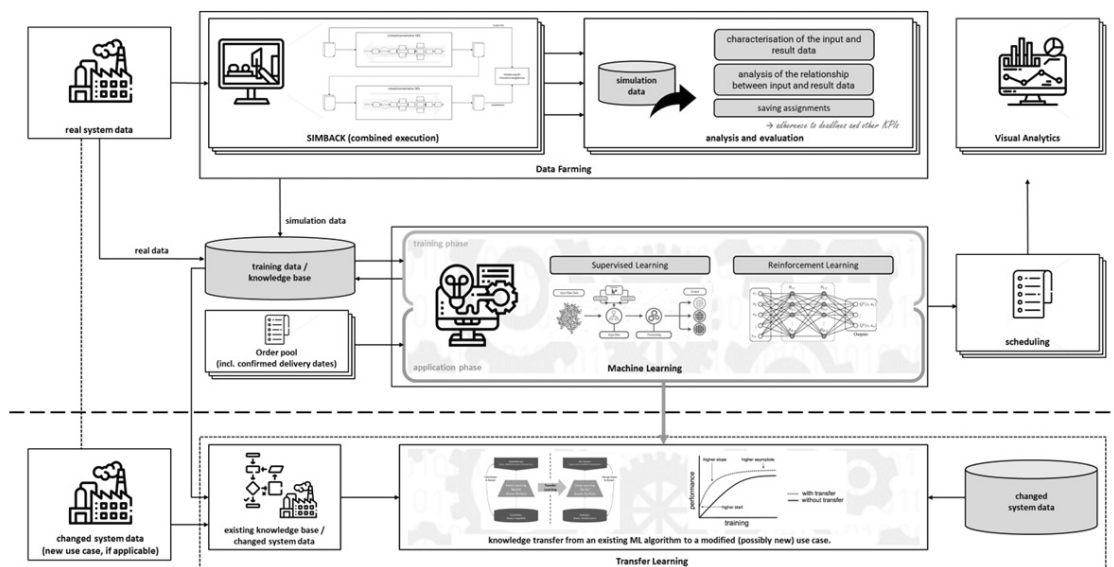 real system data
SIMBACK (combined execution)
simulation
data
characterisation of the input and
result data
analysis of the relationship
between input and result data
saving assignments
→ adherence to deadlines and other KPIs
analysis and evaluation
Data Farming
Visual Analytics
simulation data
real data
training data /
knowledge base
Order pool
(incl. confirmed delivery dates)
training phase
Supervised Learning
Reinforcement Learning
application phase
Machine Learning
scheduling
changed system data
(new use case, if applicable)
existing knowledge base /
changed system data
Transfer
Learning
performance
higher slope
higher asymptote
higher start
with transfer
without transfer
training
knowledge transfer from an existing ML algorithm to a modified (possibly new) use case.
Transfer Learning
changed
system data